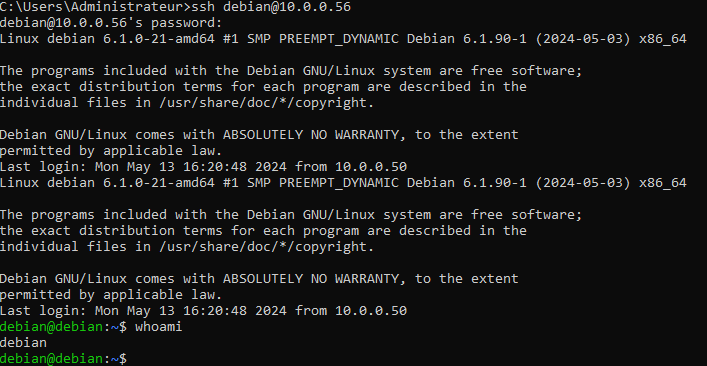 C:\Users\Administrateur>ssh debian@10.0.0.56
debian@10.0.0.56's password:
Linux debian 6.1.0-21-amd64 #1 SMP PREEMPT_DYNAMIC Debian 6.1.90-1 (2024-05-03) x86_64

The programs included with the Debian GNU/Linux system are free software;
the exact distribution terms for each program are described in the
individual files in /usr/share/doc/*/copyright.

Debian GNU/Linux comes with ABSOLUTELY NO WARRANTY, to the extent
permitted by applicable law.
Last login: Mon May 13 16:20:48 2024 from 10.0.0.50
Linux debian 6.1.0-21-amd64 #1 SMP PREEMPT_DYNAMIC Debian 6.1.90-1 (2024-05-03) x86_64

The programs included with the Debian GNU/Linux system are free software;
the exact distribution terms for each program are described in the
individual files in /usr/share/doc/*/copyright.

Debian GNU/Linux comes with ABSOLUTELY NO WARRANTY, to the extent
permitted by applicable law.
Last login: Mon May 13 16:20:48 2024 from 10.0.0.50
debian@debian:~$ whoami
debian
debian@debian:~$